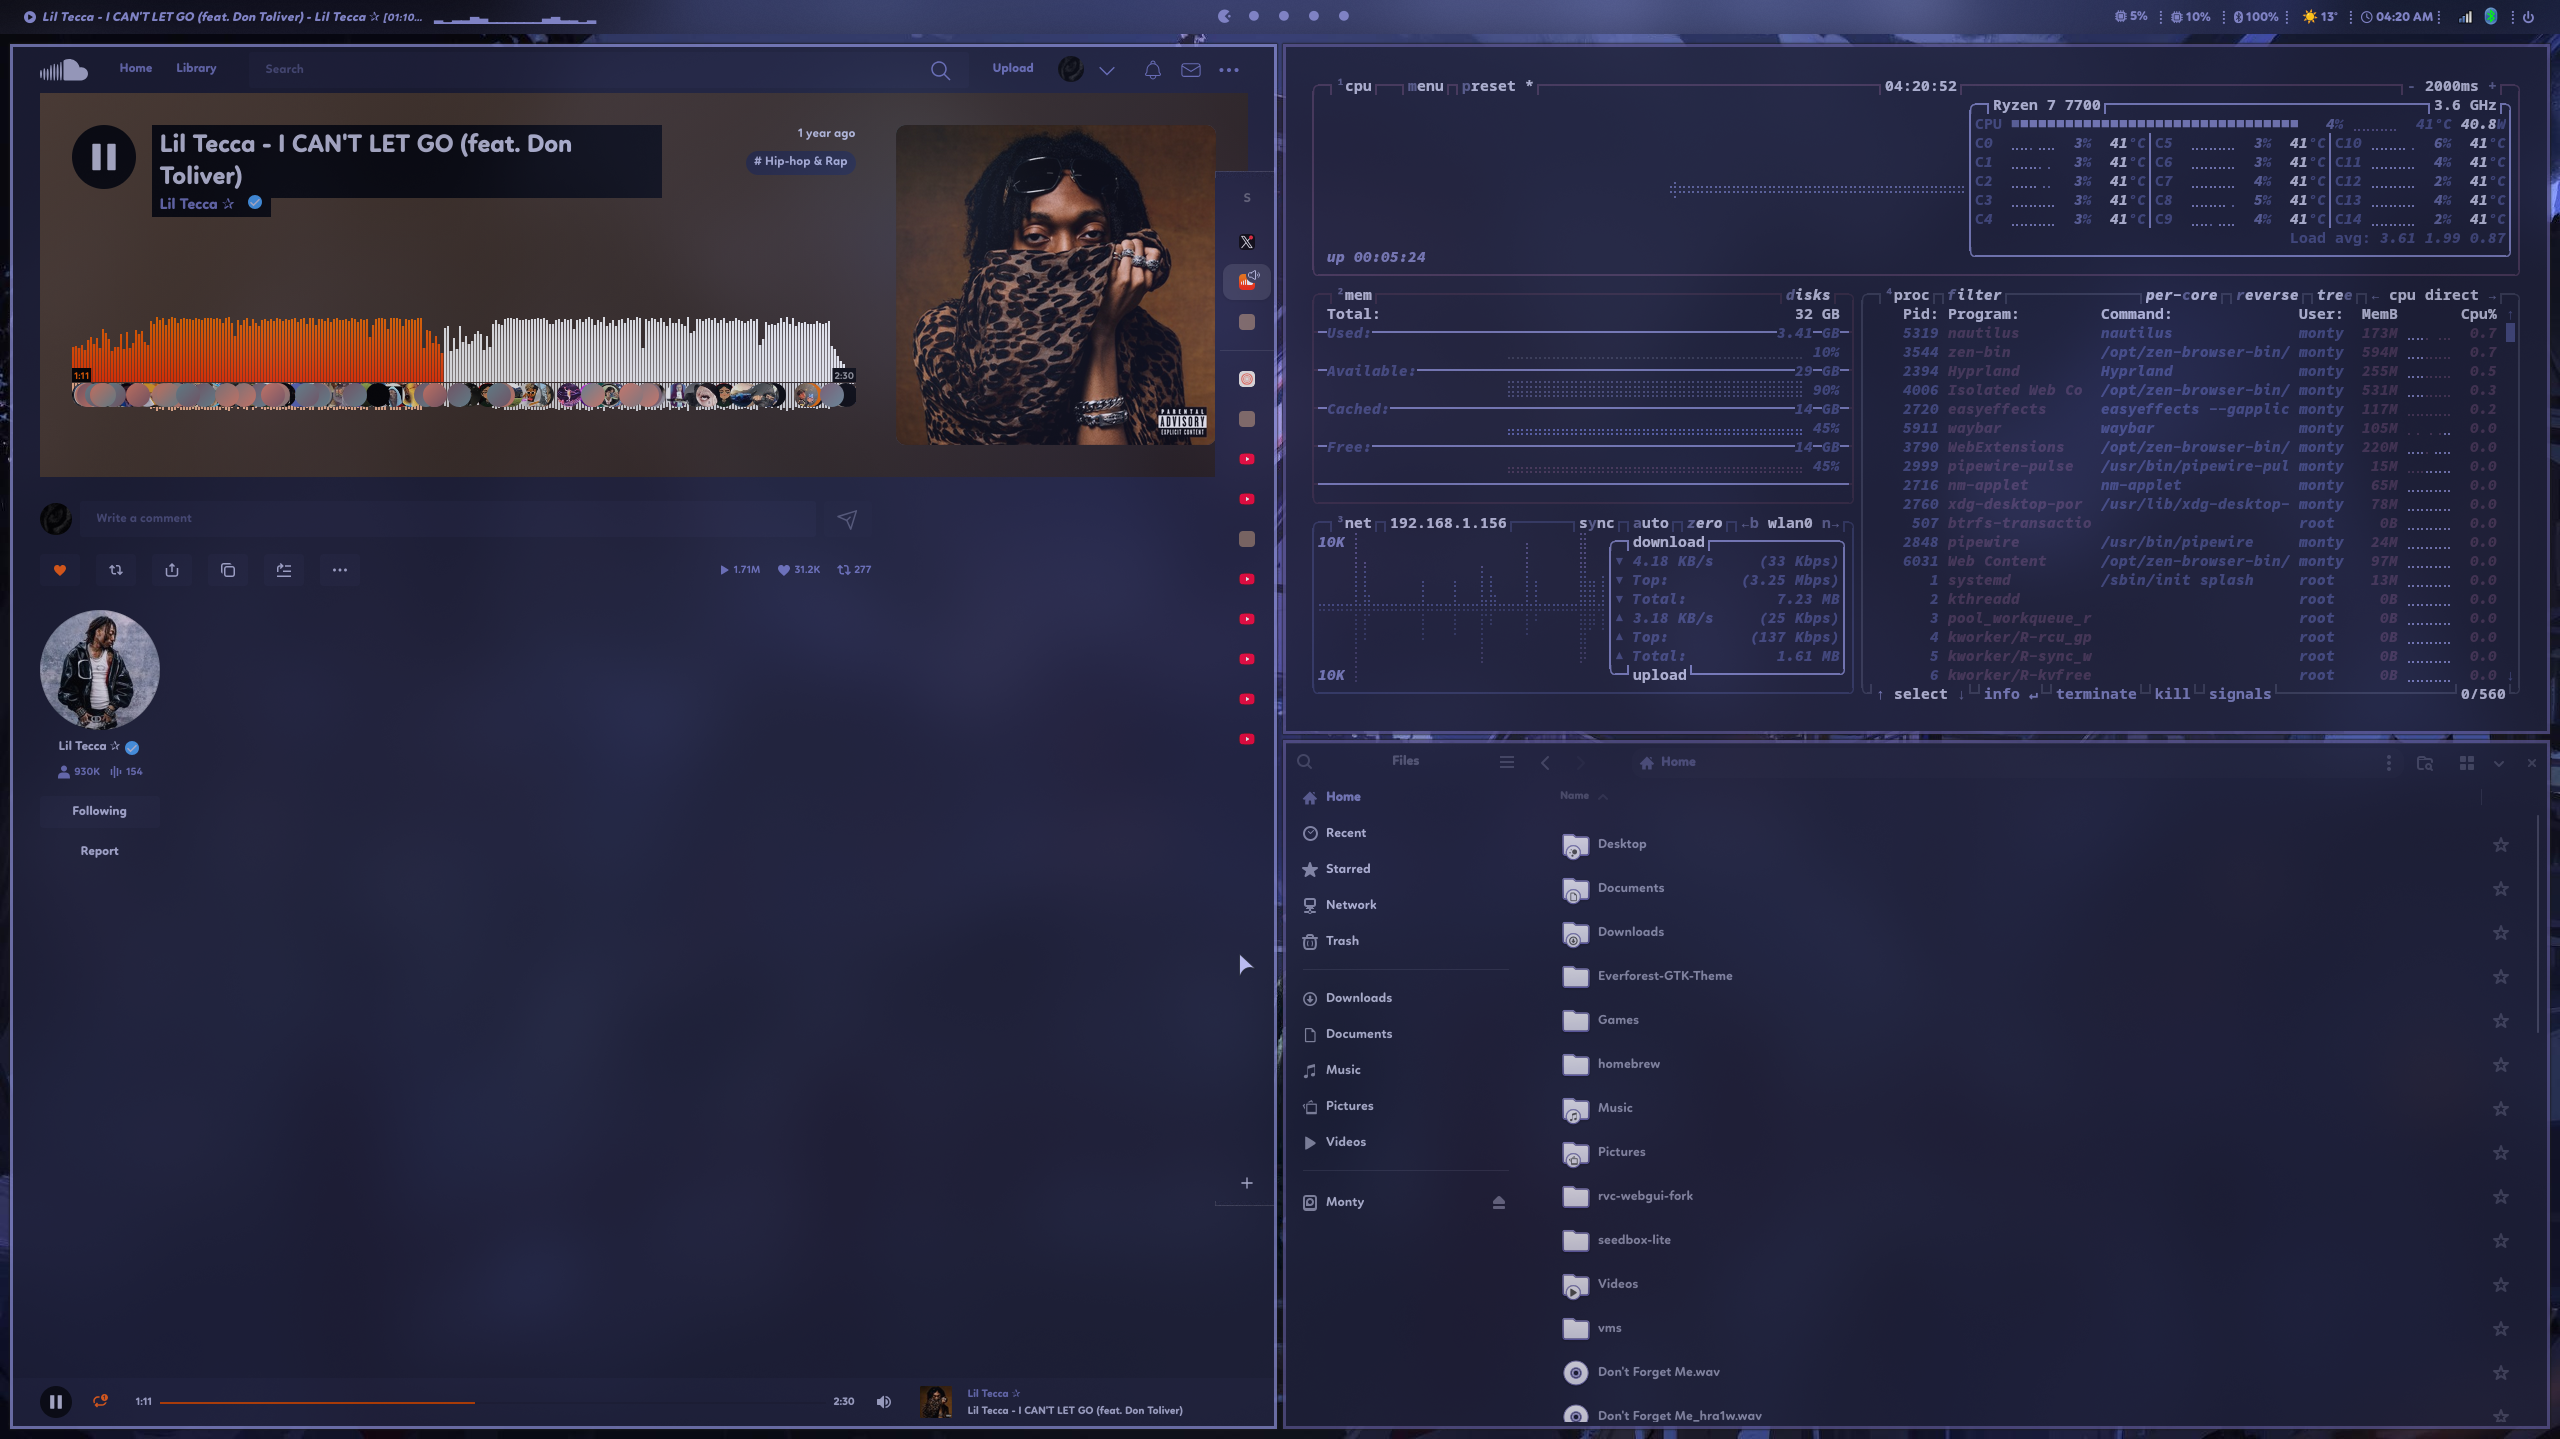 Lil Tecca - I CAN'T LET GO (feat. Don Toliver) - Lil Tecca ☆ [01:10...
5% 10% 100% 13° 04:20 AM
Home Library Search Upload
Lil Tecca - I CAN'T LET GO (feat. Don
Toliver)
Lil Tecca ☆
1 year ago
# Hip-hop & Rap
S
PARENTAL
ADVISORY
EXPLICIT CONTENT
1:11 2:30
Write a comment
1.71M 31.2K 277
Lil Tecca ☆
930K 154
Following
Report
1:11 2:30
Lil Tecca ☆
Lil Tecca - I CAN'T LET GO (feat. Don Toliver)
1cpu menu preset * 04:20:52 - 2000ms +
Ryzen 7 7700 3.6 GHz
CPU 4% 41°C 40.8W
C0 3% 41°C C5 3% 41°C C10 6% 41°C
C1 3% 41°C C6 3% 41°C C11 4% 41°C
C2 3% 41°C C7 4% 41°C C12 2% 41°C
C3 3% 41°C C8 5% 41°C C13 4% 41°C
C4 3% 41°C C9 4% 41°C C14 2% 41°C
Load avg: 3.61 1.99 0.87
up 00:05:24
2mem disks
Total: 32 GB
Used: 3.41 GB
10%
Available: 29 GB
90%
Cached: 14 GB
45%
Free: 14 GB
45%
3net 192.168.1.156 sync auto zero ←b wlan0 n→
10K
download
▼ 4.18 KB/s (33 Kbps)
▼ Top: (3.25 Mbps)
▼ Total: 7.23 MB
▲ 3.18 KB/s (25 Kbps)
▲ Top: (137 Kbps)
▲ Total: 1.61 MB
10K
upload
4proc filter per-core reverse tree ← cpu direct →
Pid: Program: Command: User: MemB Cpu% ↑
5319 nautilus nautilus monty 173M 0.7
3544 zen-bin /opt/zen-browser-bin/ monty 594M 0.7
2394 Hyprland Hyprland monty 255M 0.5
4006 Isolated Web Co /opt/zen-browser-bin/ monty 531M 0.3
2720 easyeffects easyeffects --gapplic monty 117M 0.2
5911 waybar waybar monty 105M 0.0
3790 WebExtensions /opt/zen-browser-bin/ monty 220M 0.0
2999 pipewire-pulse /usr/bin/pipewire-pul monty 15M 0.0
2716 nm-applet nm-applet monty 65M 0.0
2760 xdg-desktop-por /usr/lib/xdg-desktop- monty 78M 0.0
507 btrfs-transactio root 0B 0.0
2848 pipewire /usr/bin/pipewire monty 24M 0.0
6031 Web Content /opt/zen-browser-bin/ monty 97M 0.0
1 systemd /sbin/init splash root 13M 0.0
2 kthreadd root 0B 0.0
3 pool_workqueue_r root 0B 0.0
4 kworker/R-rcu_gp root 0B 0.0
5 kworker/R-sync_w root 0B 0.0
6 kworker/R-kvfree root 0B 0.0 ↓
↑ select ↓ info ↵ terminate kill signals 0/560
Files
Home
Recent
Starred
Network
Trash
Downloads
Documents
Music
Pictures
Videos
Monty
Home
Name
Desktop
Documents
Downloads
Everforest-GTK-Theme
Games
homebrew
Music
Pictures
rvc-webgui-fork
seedbox-lite
Videos
vms
Don't Forget Me.wav
Don't Forget Me_hra1w.wav